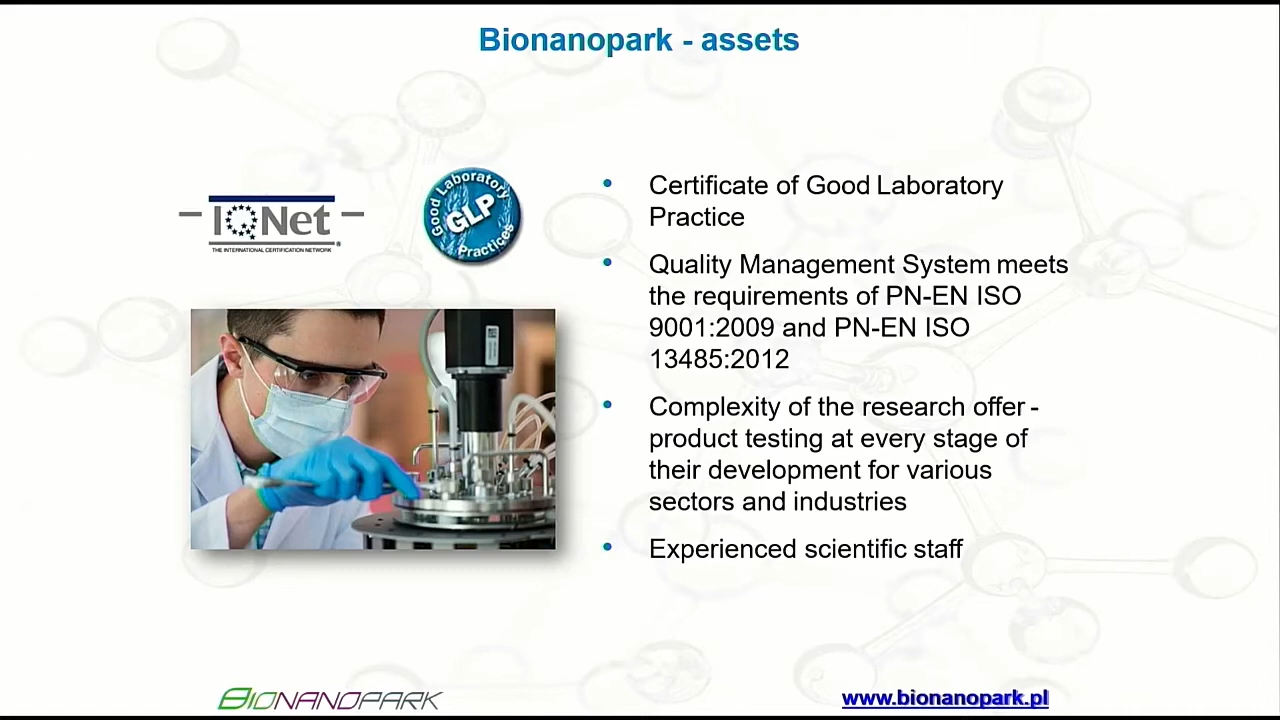 Bionanopark - assets
IQNet
®
THE INTERNATIONAL CERTIFICATION NETWORK
Good Laboratory
GLP
Practices
• Certificate of Good Laboratory
Practice
• Quality Management System meets
the requirements of PN-EN ISO
9001:2009 and PN-EN ISO
13485:2012
• Complexity of the research offer -
product testing at every stage of
their development for various
sectors and industries
• Experienced scientific staff
BIONANOPARK
www.bionanopark.pl